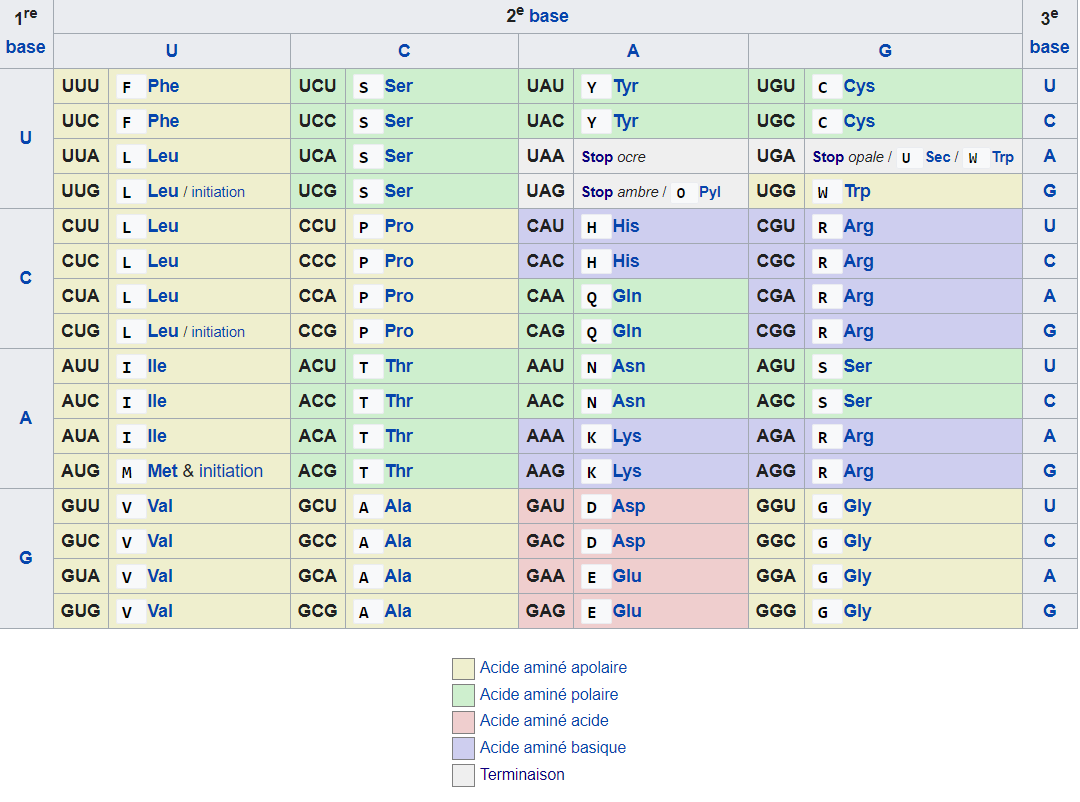 1re base 2e base 3e base
U C A G
U UUU F Phe UCU S Ser UAU Y Tyr UGU C Cys U
UUC F Phe UCC S Ser UAC Y Tyr UGC C Cys C
UUA L Leu UCA S Ser UAA Stop ocre UGA Stop opale / U Sec / W Trp A
UUG L Leu / initiation UCG S Ser UAG Stop ambre / O Pyl UGG W Trp G
C CUU L Leu CCU P Pro CAU H His CGU R Arg U
CUC L Leu CCC P Pro CAC H His CGC R Arg C
CUA L Leu CCA P Pro CAA Q Gln CGA R Arg A
CUG L Leu / initiation CCG P Pro CAG Q Gln CGG R Arg G
A AUU I Ile ACU T Thr AAU N Asn AGU S Ser U
AUC I Ile ACC T Thr AAC N Asn AGC S Ser C
AUA I Ile ACA T Thr AAA K Lys AGA R Arg A
AUG M Met & initiation ACG T Thr AAG K Lys AGG R Arg G
G GUU V Val GCU A Ala GAU D Asp GGU G Gly U
GUC V Val GCC A Ala GAC D Asp GGC G Gly C
GUA V Val GCA A Ala GAA E Glu GGA G Gly A
GUG V Val GCG A Ala GAG E Glu GGG G Gly G
Acide aminé apolaire
Acide aminé polaire
Acide aminé acide
Acide aminé basique
Terminaison